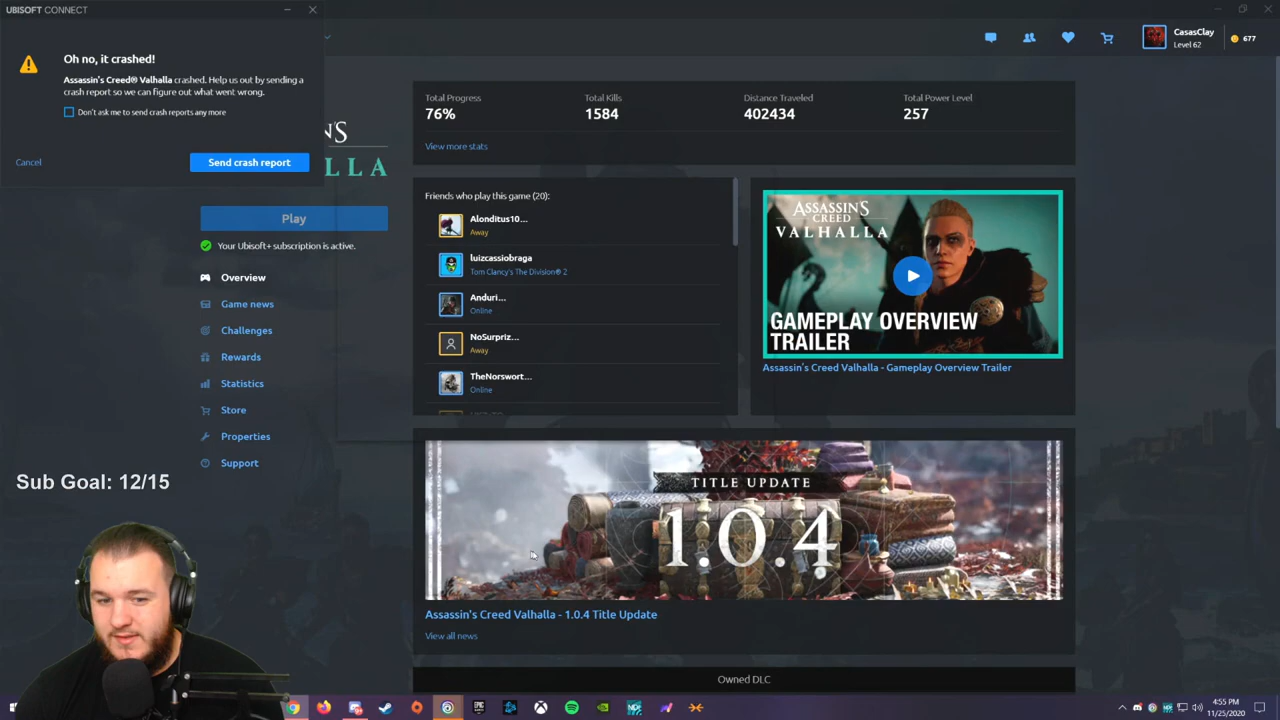 UBISOFT CONNECT
Oh no, it crashed!
Assassin's Creed® Valhalla crashed. Help us out by sending a
crash report so we can figure out what went wrong.
Don't ask me to send crash reports any more
Cancel
Send crash report
CasasClay
Level 62
677
N'S
LLA
Play
Your Ubisoft+ subscription is active.
Overview
Game news
Challenges
Rewards
Statistics
Store
Properties
Support
Sub Goal: 12/15
Total Progress
76%
Total Kills
1584
Distance Traveled
402434
Total Power Level
257
View more stats
Friends who play this game (20):
Alonditus10...
Away
luizcassiobraga
Tom Clancy's The Division® 2
Anduri...
Online
NoSurpriz...
Away
TheNorswort...
Online
ASSASSIN'S
CREED
VALHALLA
GAMEPLAY OVERVIEW
TRAILER
Assassin's Creed Valhalla - Gameplay Overview Trailer
TITLE UPDATE
1.0.4
Assassin's Creed Valhalla - 1.0.4 Title Update
View all news
Owned DLC
EPIC
GAMES
4:55 PM
11/25/2020